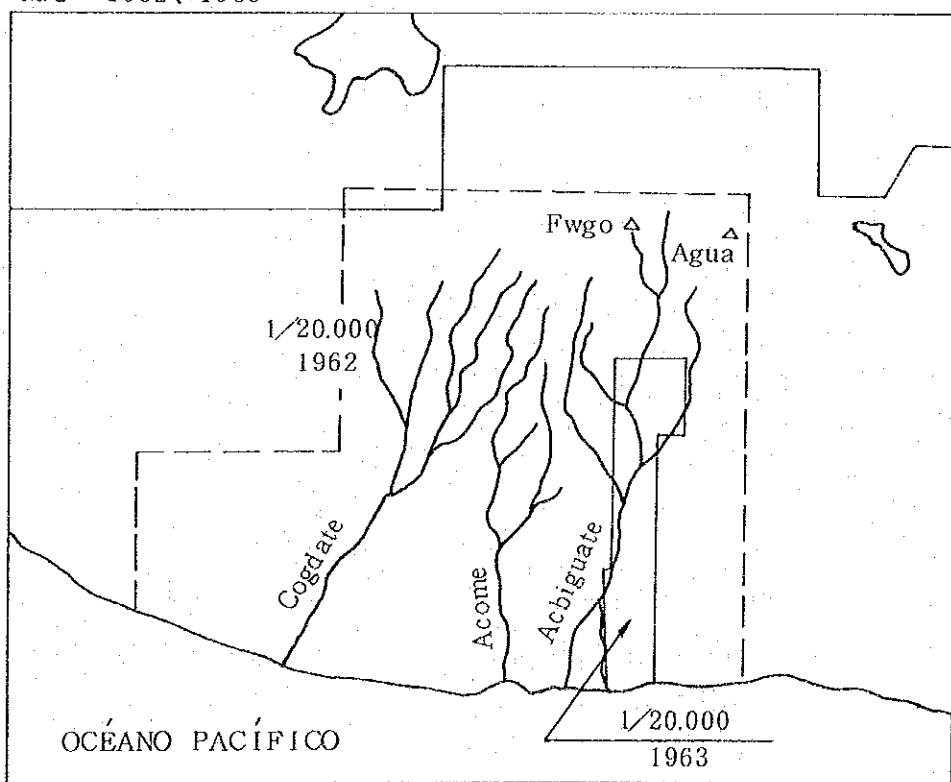 Fwgo
Agua
1/20.000
1962
Cogdate
Acome
Acbiguate
1/20.000
1963
OCÉANO PACÍFICO